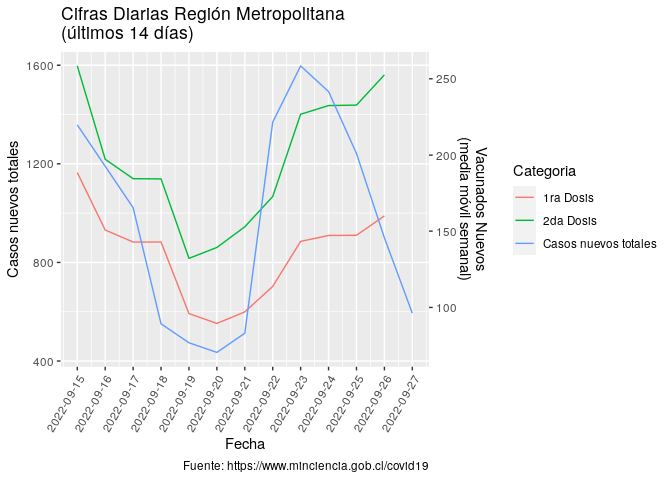 Cifras Diarias Región Metropolitana
(últimos 14 días)
Casos nuevos totales
1600
1200
800
400
250
200
150
100
Vacunados Nuevos
(media móvil semanal)
2022-09-15
2022-09-16
2022-09-17
2022-09-18
2022-09-19
2022-09-20
2022-09-21
2022-09-22
2022-09-23
2022-09-24
2022-09-25
2022-09-26
2022-09-27
Fecha
Categoria
1ra Dosis
2da Dosis
Casos nuevos totales
Fuente: https://www.minciencia.gob.cl/covid19